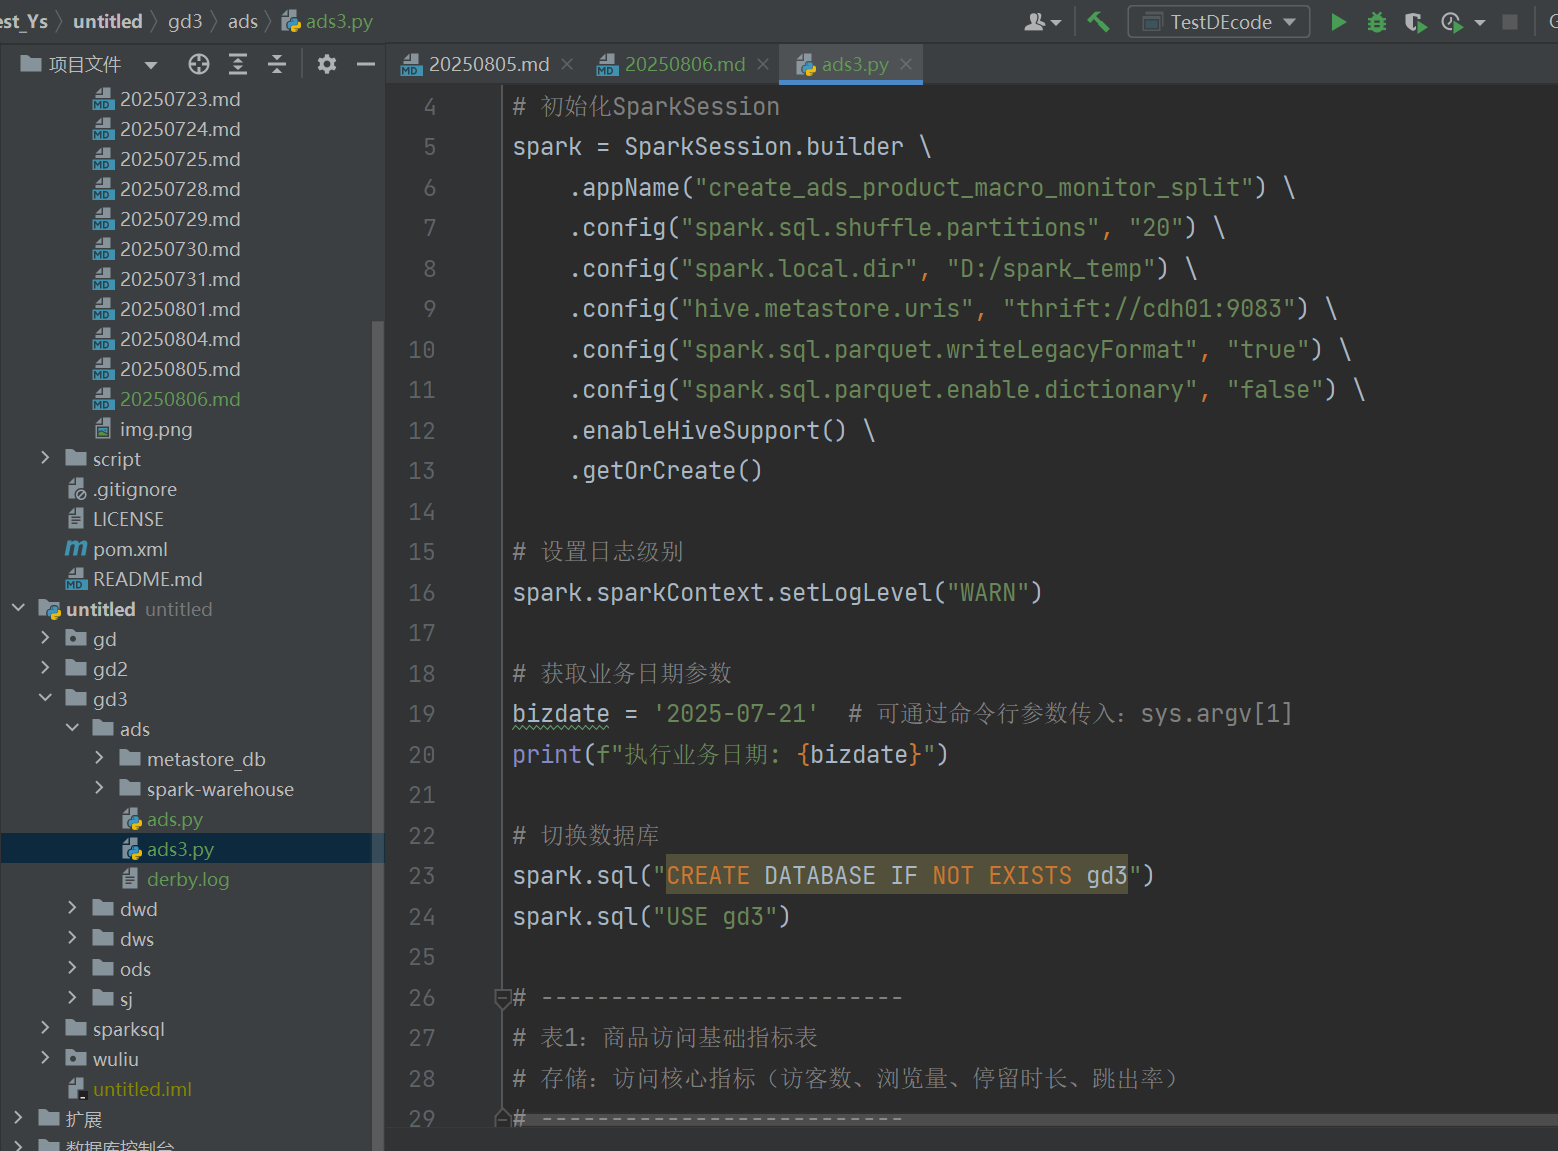 est_Ys 〉 untitled 〉 gd3 〉 ads 〉 ads3.py
TestDEcode
项目文件
20250805.md
20250806.md
ads3.py
20250723.md
20250724.md
20250725.md
20250728.md
20250729.md
20250730.md
20250731.md
20250801.md
20250804.md
20250805.md
20250806.md
img.png
script
.gitignore
LICENSE
pom.xml
README.md
untitled untitled
gd
gd2
gd3
ads
metastore_db
spark-warehouse
ads.py
ads3.py
derby.log
dwd
dws
ods
sj
sparksql
wuliu
untitled.iml
扩展
数据库控制台
4 # 初始化SparkSession
5 spark = SparkSession.builder \
6 .appName("create_ads_product_macro_monitor_split") \
7 .config("spark.sql.shuffle.partitions", "20") \
8 .config("spark.local.dir", "D:/spark_temp") \
9 .config("hive.metastore.uris", "thrift://cdh01:9083") \
10 .config("spark.sql.parquet.writeLegacyFormat", "true") \
11 .config("spark.sql.parquet.enable.dictionary", "false") \
12 .enableHiveSupport() \
13 .getOrCreate()
14
15 # 设置日志级别
16 spark.sparkContext.setLogLevel("WARN")
17
18 # 获取业务日期参数
19 bizdate = '2025-07-21'  # 可通过命令行参数传入：sys.argv[1]
20 print(f"执行业务日期: {bizdate}")
21
22 # 切换数据库
23 spark.sql("CREATE DATABASE IF NOT EXISTS gd3")
24 spark.sql("USE gd3")
25
26 # --------------------------
27 # 表1：商品访问基础指标表
28 # 存储：访问核心指标（访客数、浏览量、停留时长、跳出率）
29 # --------------------------